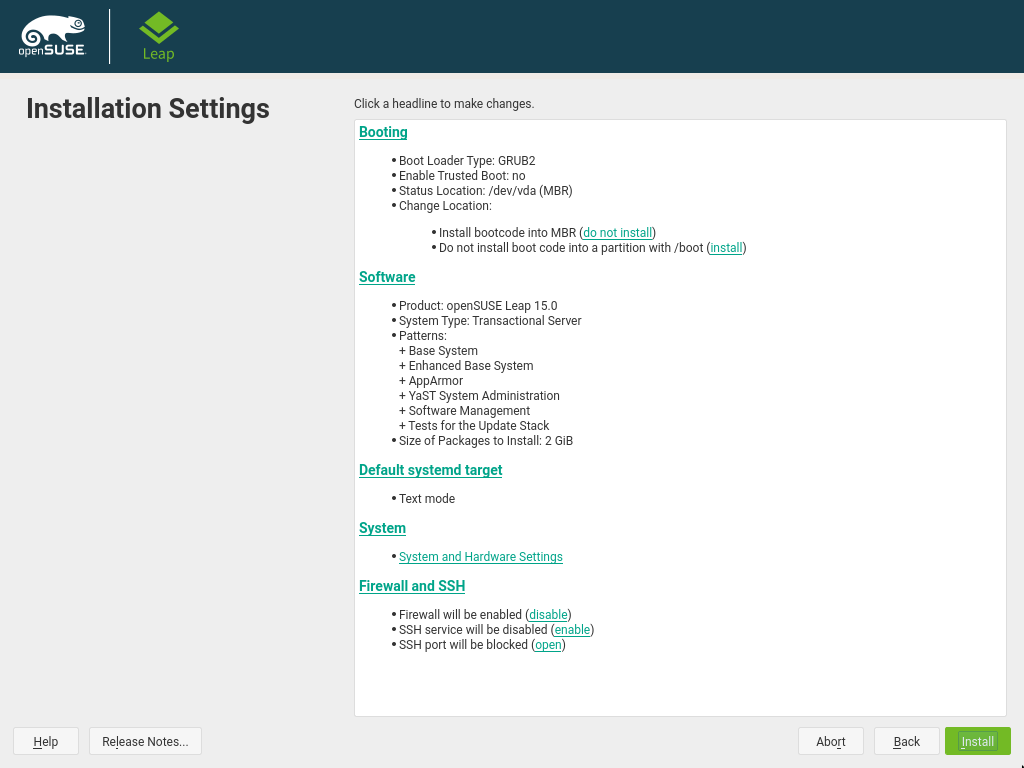 openSUSE.
Leap
Installation Settings
Click a headline to make changes.
Booting
• Boot Loader Type: GRUB2
• Enable Trusted Boot: no
• Status Location: /dev/vda (MBR)
• Change Location:
• Install bootcode into MBR (do not install)
• Do not install boot code into a partition with /boot (install)
Software
• Product: openSUSE Leap 15.0
• System Type: Transactional Server
• Patterns:
+ Base System
+ Enhanced Base System
+ AppArmor
+ YaST System Administration
+ Software Management
+ Tests for the Update Stack
• Size of Packages to Install: 2 GiB
Default systemd target
• Text mode
System
• System and Hardware Settings
Firewall and SSH
• Firewall will be enabled (disable)
• SSH service will be disabled (enable)
• SSH port will be blocked (open)
Help Release Notes... Abort Back Install